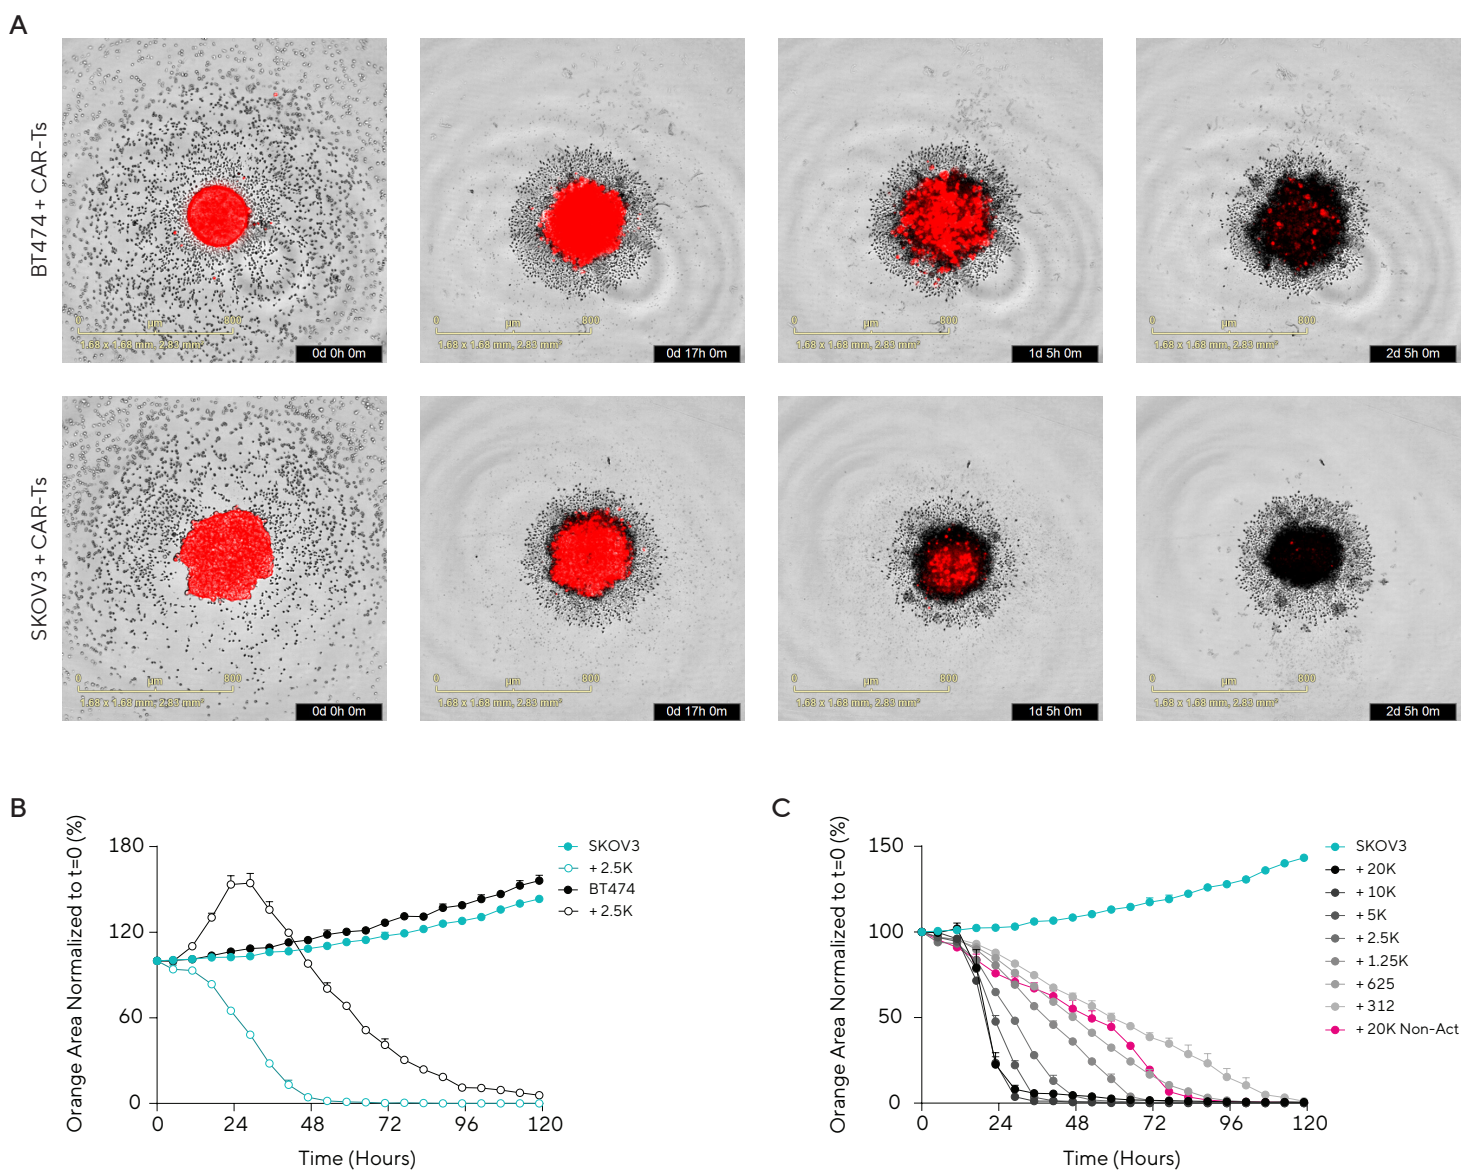 A
BT474 + CAR-Ts
0 µm 800
1.68 x 1.68 mm, 2.83 mm²
0d 0h 0m
0 µm 800
1.68 x 1.68 mm, 2.83 mm²
0d 17h 0m
0 µm 800
1.68 x 1.68 mm, 2.83 mm²
1d 5h 0m
0 µm 800
1.68 x 1.68 mm, 2.83 mm²
2d 5h 0m
SKOV3 + CAR-Ts
0 µm 800
1.68 x 1.68 mm, 2.83 mm²
0d 0h 0m
0 µm 800
1.68 x 1.68 mm, 2.83 mm²
0d 17h 0m
0 µm 800
1.68 x 1.68 mm, 2.83 mm²
1d 5h 0m
0 µm 800
1.68 x 1.68 mm, 2.83 mm²
2d 5h 0m
B
Orange Area Normalized to t=0 (%)
180
120
60
0
0 24 48 72 96 120
Time (Hours)
SKOV3
+ 2.5K
BT474
+ 2.5K
C
Orange Area Normalized to t=0 (%)
150
100
50
0
0 24 48 72 96 120
Time (Hours)
SKOV3
+ 20K
+ 10K
+ 5K
+ 2.5K
+ 1.25K
+ 625
+ 312
+ 20K Non-Act